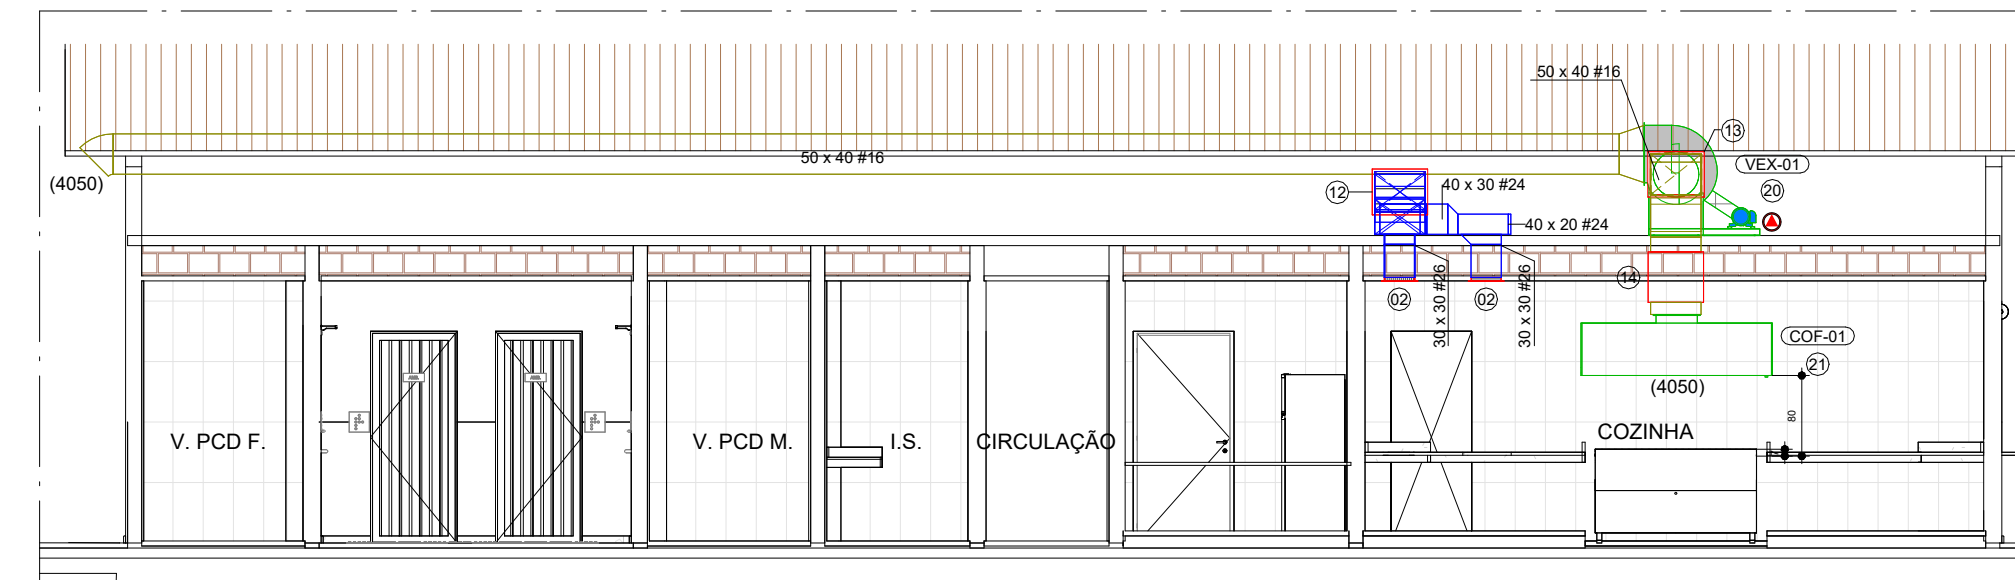 50 x 40 #16
13
50 x 40 #16
VEX-01
(4050)
12
40 x 30 #24
20
40 x 20 #24
14
02
30 x 30 #26
02
30 x 30 #26
COF-01
21
(4050)
80
V. PCD F.
V. PCD M.
I.S.
CIRCULAÇÃO
COZINHA